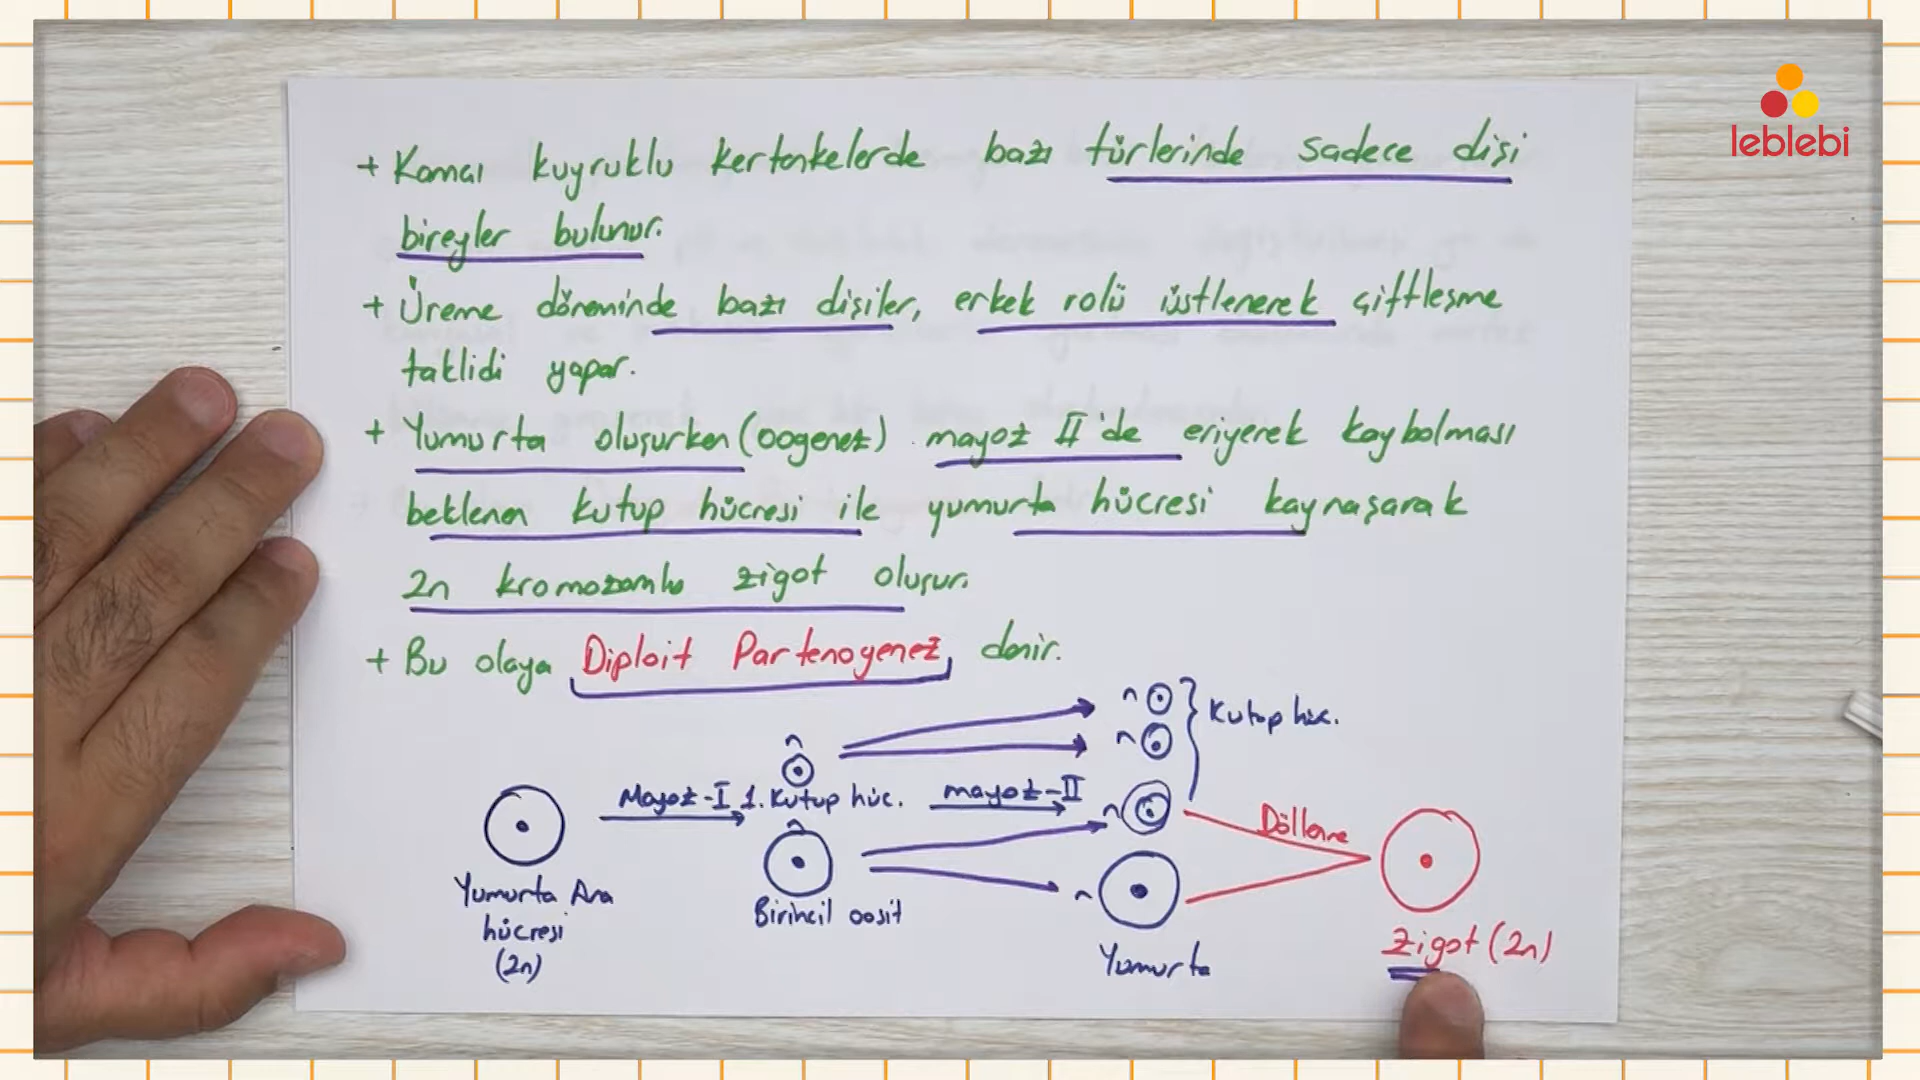 leblebi
+ Kamçı kuyruklu kertenkelerde bazı türlerinde sadece dişi
bireyler bulunur.
+ Üreme döneminde bazı dişiler, erkek rolü üstlenerek çiftleşme
taklidi yapar.
+ Yumurta oluşurken (oogenez) mayoz II'de eriyerek kaybolması
beklenen kutup hücresi ile yumurta hücresi kaynaşarak
2n kromozomlu zigot oluşur.
+ Bu olaya Diploit Partenogenez denir.
n
n
Kutup hüc.
n
Mayoz-I
1. Kutup hüc.
mayoz-II
n
Dölleme
n
n
Yumurta Ana
hücresi
(2n)
Birincil oosit
Yumurta
Zigot (2n)